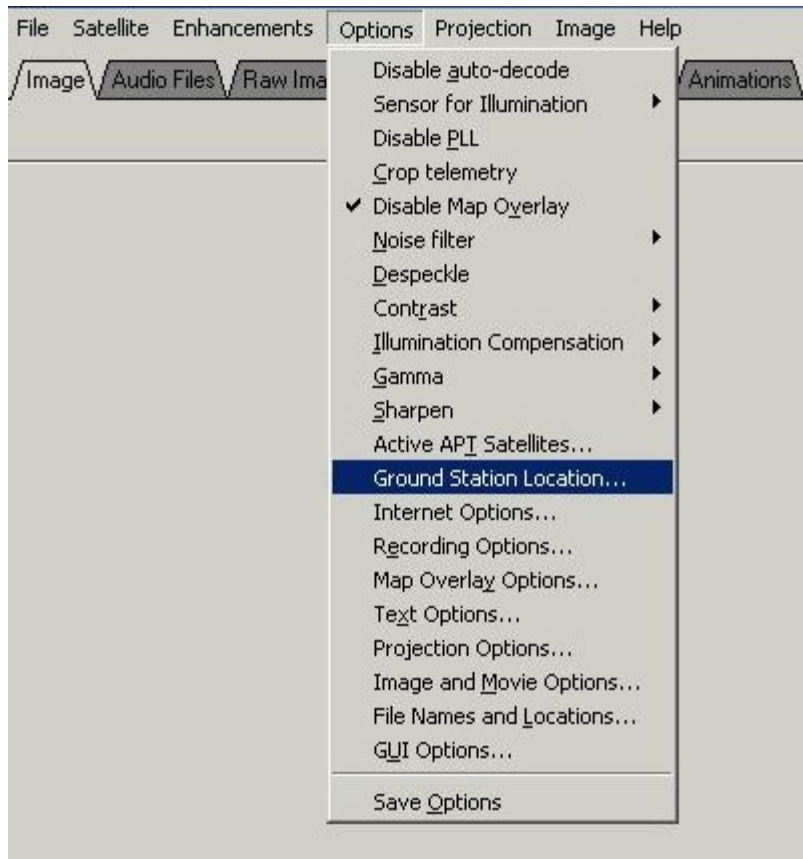 File Satellite Enhancements Options Projection Image Help
Image Audio Files Raw Ima Animations
Disable auto-decode
Sensor for Illumination
Disable PLL
Crop telemetry
Disable Map Overlay
Noise filter
Despeckle
Contrast
Illumination Compensation
Gamma
Sharpen
Active APT Satellites...
Ground Station Location...
Internet Options...
Recording Options...
Map Overlay Options...
Text Options...
Projection Options...
Image and Movie Options...
File Names and Locations...
GUI Options...
Save Options